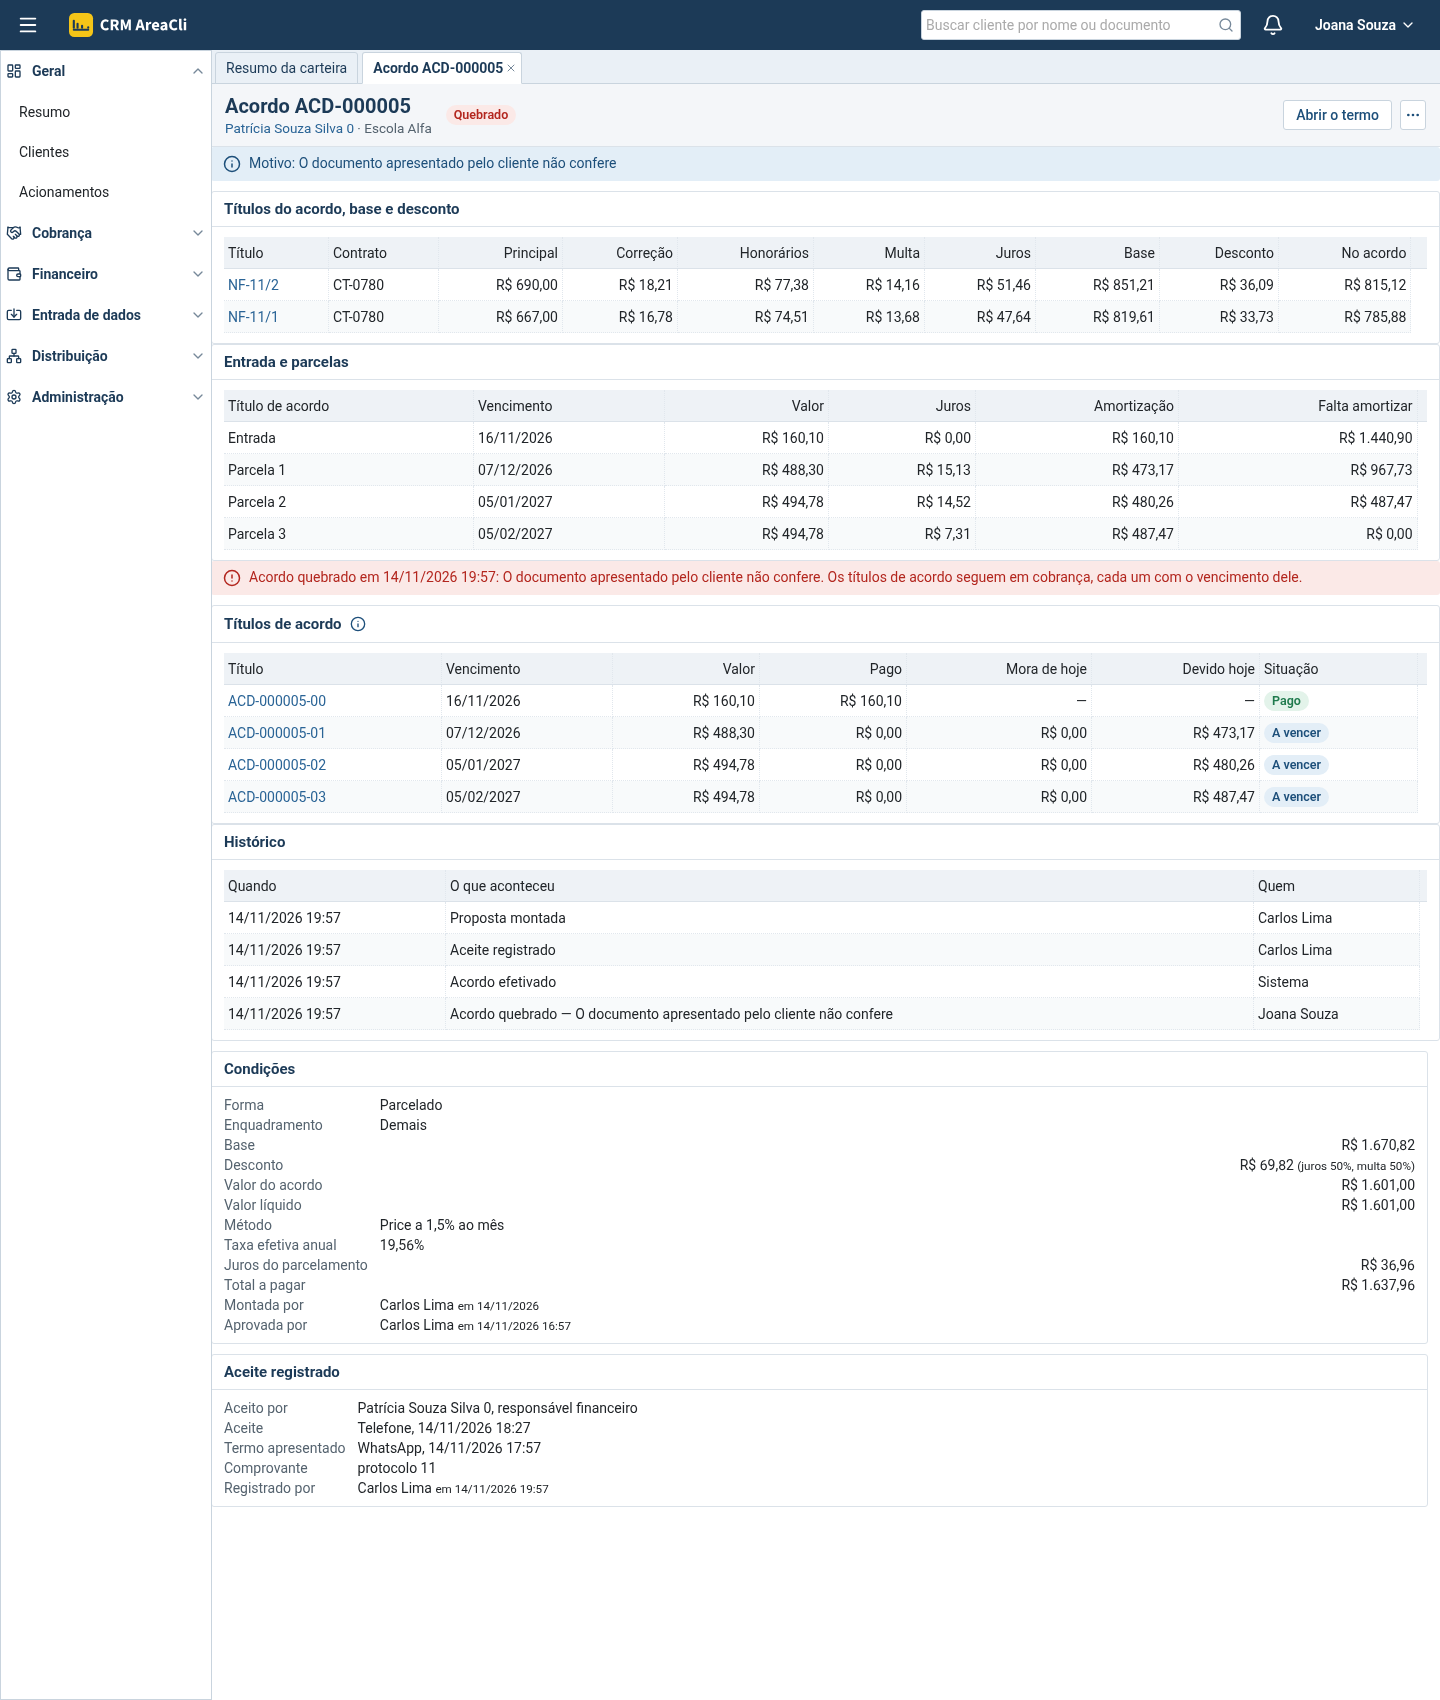 CRM AreaCli
Buscar cliente por nome ou documento
Joana Souza
Geral
Resumo
Clientes
Acionamentos
Cobrança
Financeiro
Entrada de dados
Distribuição
Administração
Resumo da carteira
Acordo ACD-000005
Acordo ACD-000005
Patrícia Souza Silva 0 · Escola Alfa
Quebrado
Abrir o termo
Motivo: O documento apresentado pelo cliente não confere
Títulos do acordo, base e desconto
Título Contrato Principal Correção Honorários Multa Juros Base Desconto No acordo
NF-11/2 CT-0780 R$ 690,00 R$ 18,21 R$ 77,38 R$ 14,16 R$ 51,46 R$ 851,21 R$ 36,09 R$ 815,12
NF-11/1 CT-0780 R$ 667,00 R$ 16,78 R$ 74,51 R$ 13,68 R$ 47,64 R$ 819,61 R$ 33,73 R$ 785,88
Entrada e parcelas
Título de acordo Vencimento Valor Juros Amortização Falta amortizar
Entrada 16/11/2026 R$ 160,10 R$ 0,00 R$ 160,10 R$ 1.440,90
Parcela 1 07/12/2026 R$ 488,30 R$ 15,13 R$ 473,17 R$ 967,73
Parcela 2 05/01/2027 R$ 494,78 R$ 14,52 R$ 480,26 R$ 487,47
Parcela 3 05/02/2027 R$ 494,78 R$ 7,31 R$ 487,47 R$ 0,00
Acordo quebrado em 14/11/2026 19:57: O documento apresentado pelo cliente não confere. Os títulos de acordo seguem em cobrança, cada um com o vencimento dele.
Títulos de acordo
Título Vencimento Valor Pago Mora de hoje Devido hoje Situação
ACD-000005-00 16/11/2026 R$ 160,10 R$ 160,10 — — Pago
ACD-000005-01 07/12/2026 R$ 488,30 R$ 0,00 R$ 0,00 R$ 473,17 A vencer
ACD-000005-02 05/01/2027 R$ 494,78 R$ 0,00 R$ 0,00 R$ 480,26 A vencer
ACD-000005-03 05/02/2027 R$ 494,78 R$ 0,00 R$ 0,00 R$ 487,47 A vencer
Histórico
Quando O que aconteceu Quem
14/11/2026 19:57 Proposta montada Carlos Lima
14/11/2026 19:57 Aceite registrado Carlos Lima
14/11/2026 19:57 Acordo efetivado Sistema
14/11/2026 19:57 Acordo quebrado — O documento apresentado pelo cliente não confere Joana Souza
Condições
Forma Parcelado
Enquadramento Demais
Base R$ 1.670,82
Desconto R$ 69,82 (juros 50%, multa 50%)
Valor do acordo R$ 1.601,00
Valor líquido R$ 1.601,00
Método Price a 1,5% ao mês
Taxa efetiva anual 19,56%
Juros do parcelamento R$ 36,96
Total a pagar R$ 1.637,96
Montada por Carlos Lima em 14/11/2026
Aprovada por Carlos Lima em 14/11/2026 16:57
Aceite registrado
Aceito por Patrícia Souza Silva 0, responsável financeiro
Aceite Telefone, 14/11/2026 18:27
Termo apresentado WhatsApp, 14/11/2026 17:57
Comprovante protocolo 11
Registrado por Carlos Lima em 14/11/2026 19:57